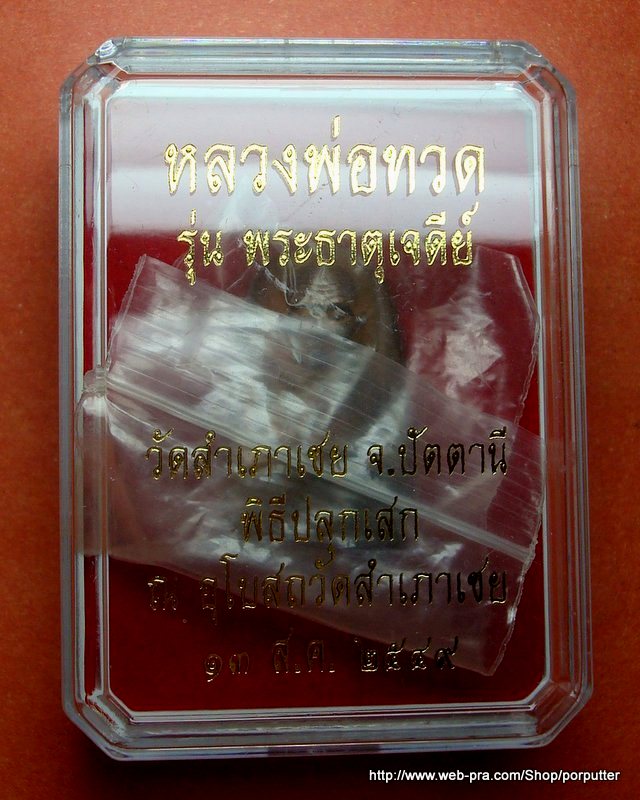 หลวงพ่อทวด
รุ่น พระธาตุเจดีย์
วัดสำเภาเชย จ.ปัตตานี
พิธีปลุกเสก
ณ อุโบสถวัดสำเภาเชย
๑๓ ส.ค. ๒๕๔๙
http://www.web-pra.com/Shop/porputter